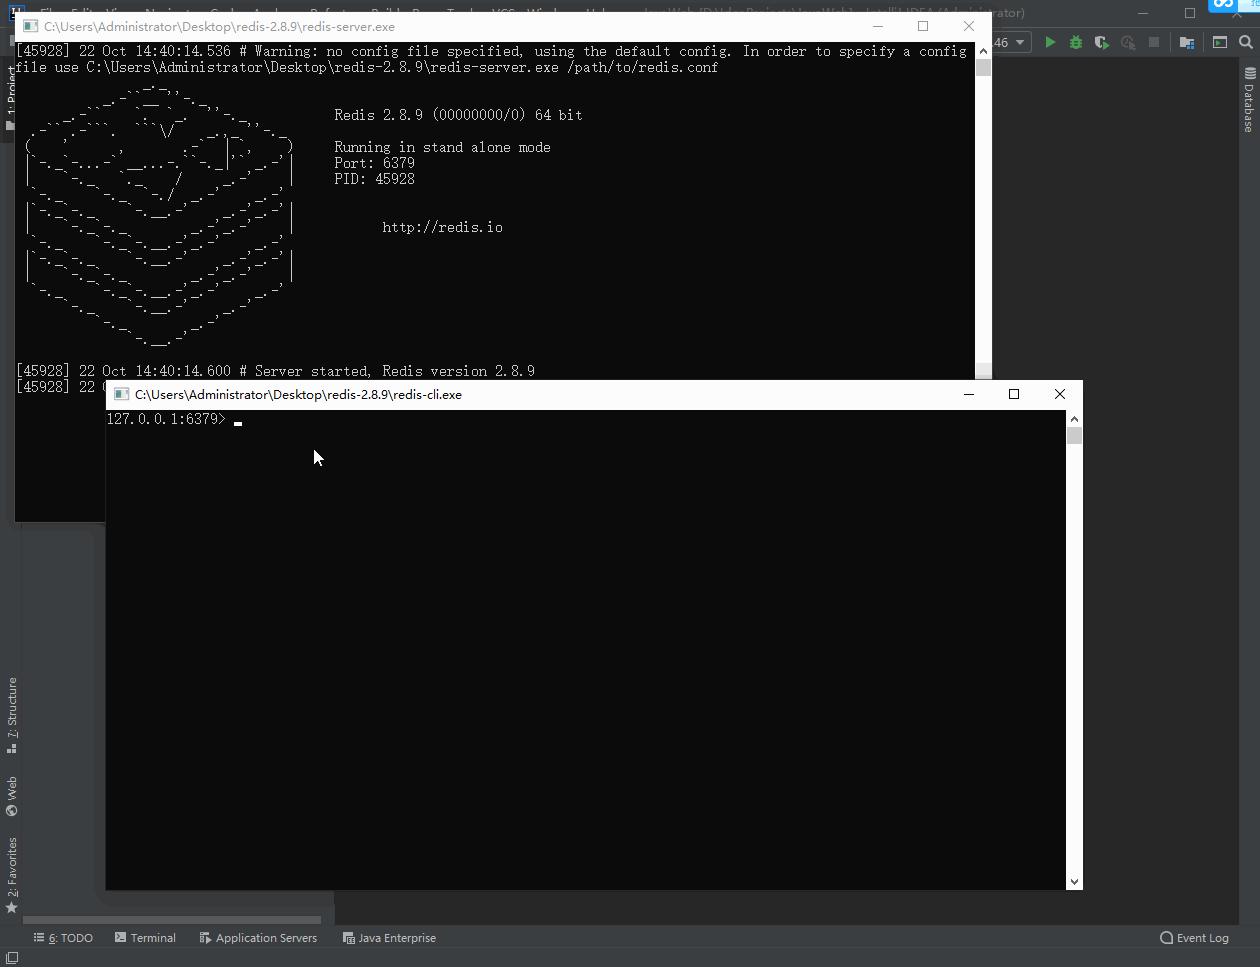 C:\Users\Administrator\Desktop\redis-2.8.9\redis-server.exe
[45928] 22 Oct 14:40:14.536 # Warning: no config file specified, using the default config. In order to specify a config
file use C:\Users\Administrator\Desktop\redis-2.8.9\redis-server.exe /path/to/redis.conf
Redis 2.8.9 (00000000/0) 64 bit
Running in stand alone mode
Port: 6379
PID: 45928
http://redis.io
[45928] 22 Oct 14:40:14.600 # Server started, Redis version 2.8.9
[45928] 22
C:\Users\Administrator\Desktop\redis-2.8.9\redis-cli.exe
127.0.0.1:6379>
46
1: Project
Database
7: Structure
Web
2: Favorites
6: TODO
Terminal
Application Servers
Java Enterprise
Event Log